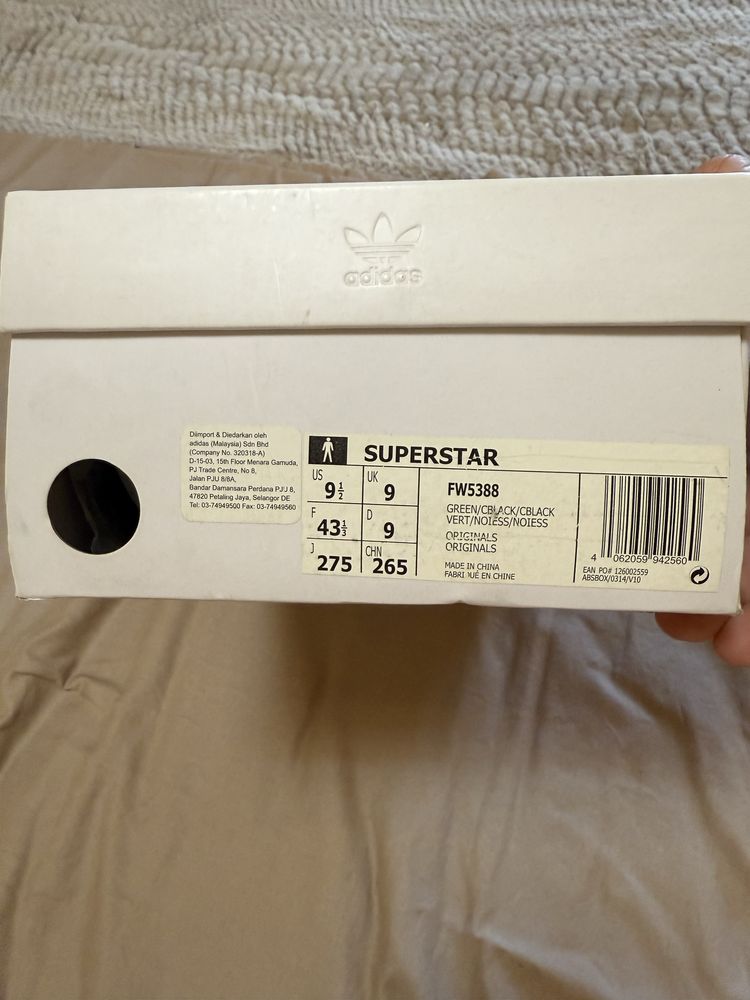 adidas
Diimport & Diedarkan oleh
adidas (Malaysia) Sdn Bhd
(Company No. 320318-A)
D-15-03, 15th Floor Menara Gamuda,
PJ Trade Centre, No 8,
Jalan PJU 8/8A,
Bandar Damansara Perdana PJU 8,
47820 Petaling Jaya, Selangor DE
Tel: 03-74949500 Fax: 03-74949560
SUPERSTAR
US 9 1/2
UK 9
F 43 1/3
D 9
J 275
CHN 265
FW5388
GREEN/CBLACK/CBLACK
VERT/NOIESS/NOIESS
ORIGINALS
ORIGINALS
MADE IN CHINA
FABRI UE EN CHINE
4 062059 942560
EAN PO# 126002559
ABSBOX/0314/V10